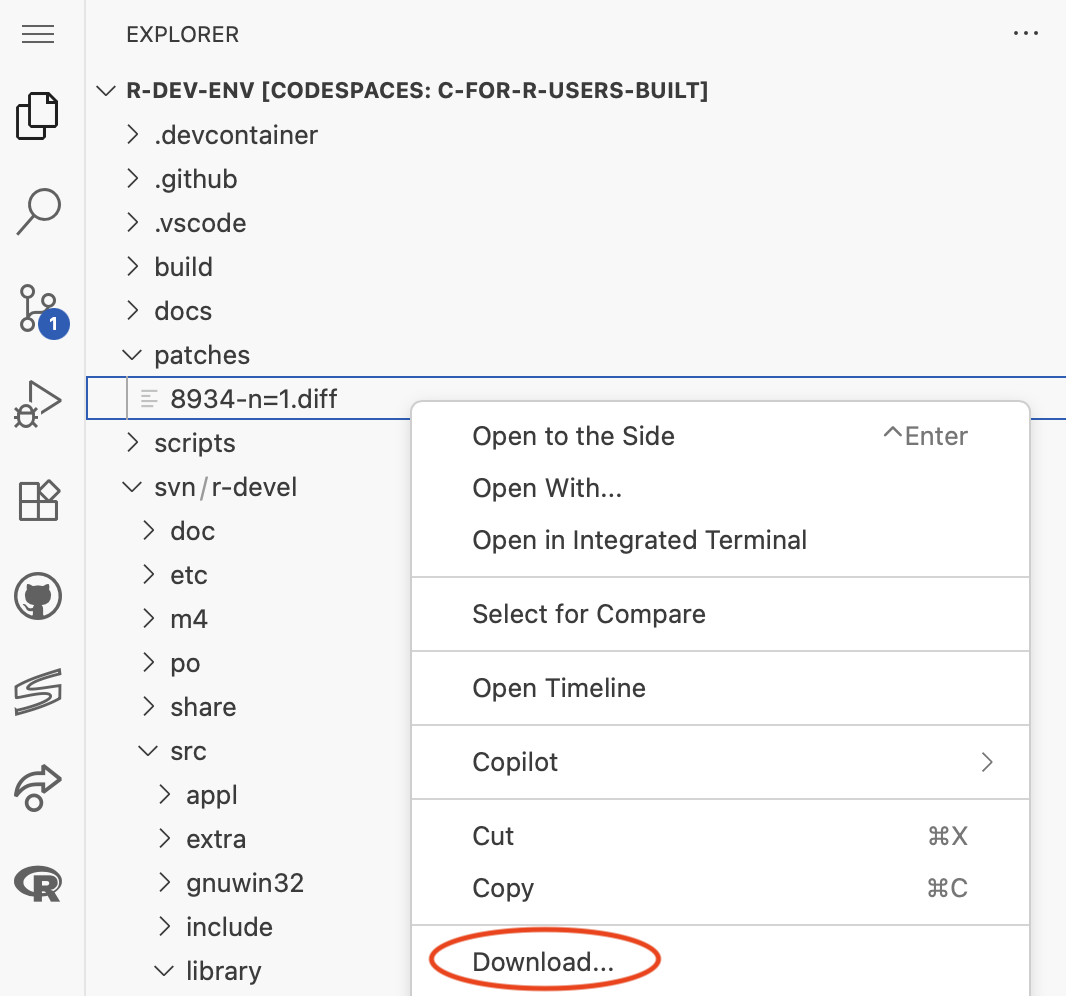 EXPLORER
R-DEV-ENV [CODESPACES: C-FOR-R-USERS-BUILT]
.devcontainer
.github
.vscode
build
docs
1
patches
8934-n=1.diff
scripts
svn/r-devel
doc
etc
m4
po
share
src
appl
extra
gnuwin32
include
library
R
Open to the Side ^Enter
Open With...
Open in Integrated Terminal
Select for Compare
Open Timeline
Copilot
Cut ⌘X
Copy ⌘C
Download...